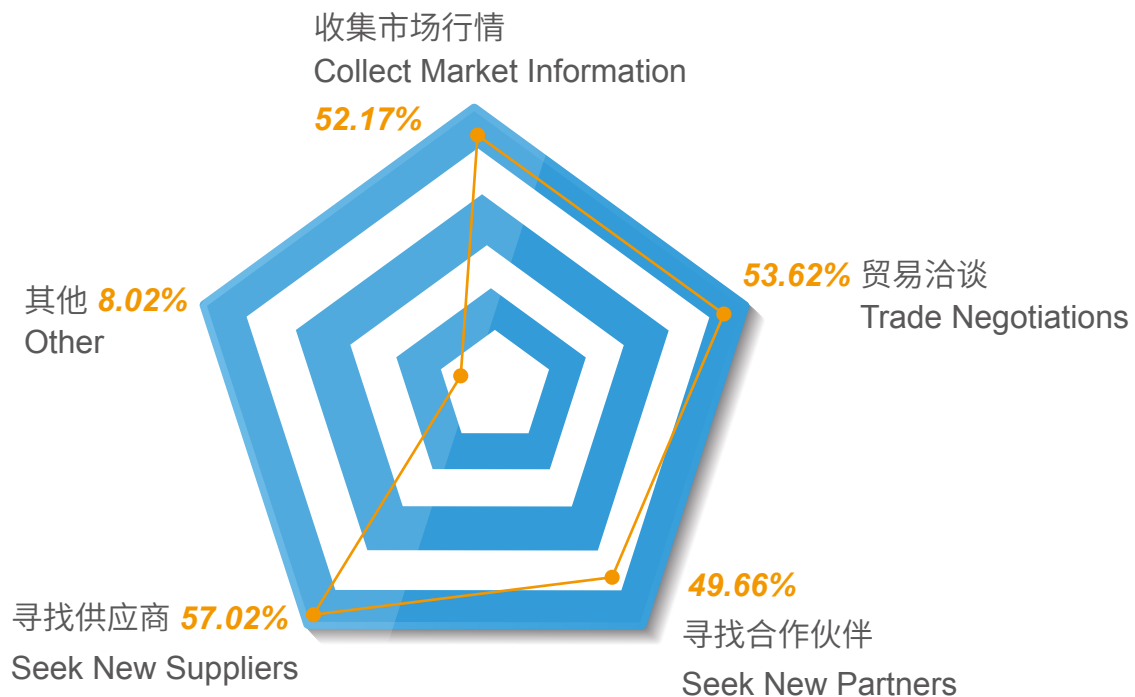 收集市场行情
Collect Market Information
52.17%
53.62% 贸易洽谈
Trade Negotiations
其他 8.02%
Other
49.66%
寻找合作伙伴
Seek New Partners
寻找供应商 57.02%
Seek New Suppliers